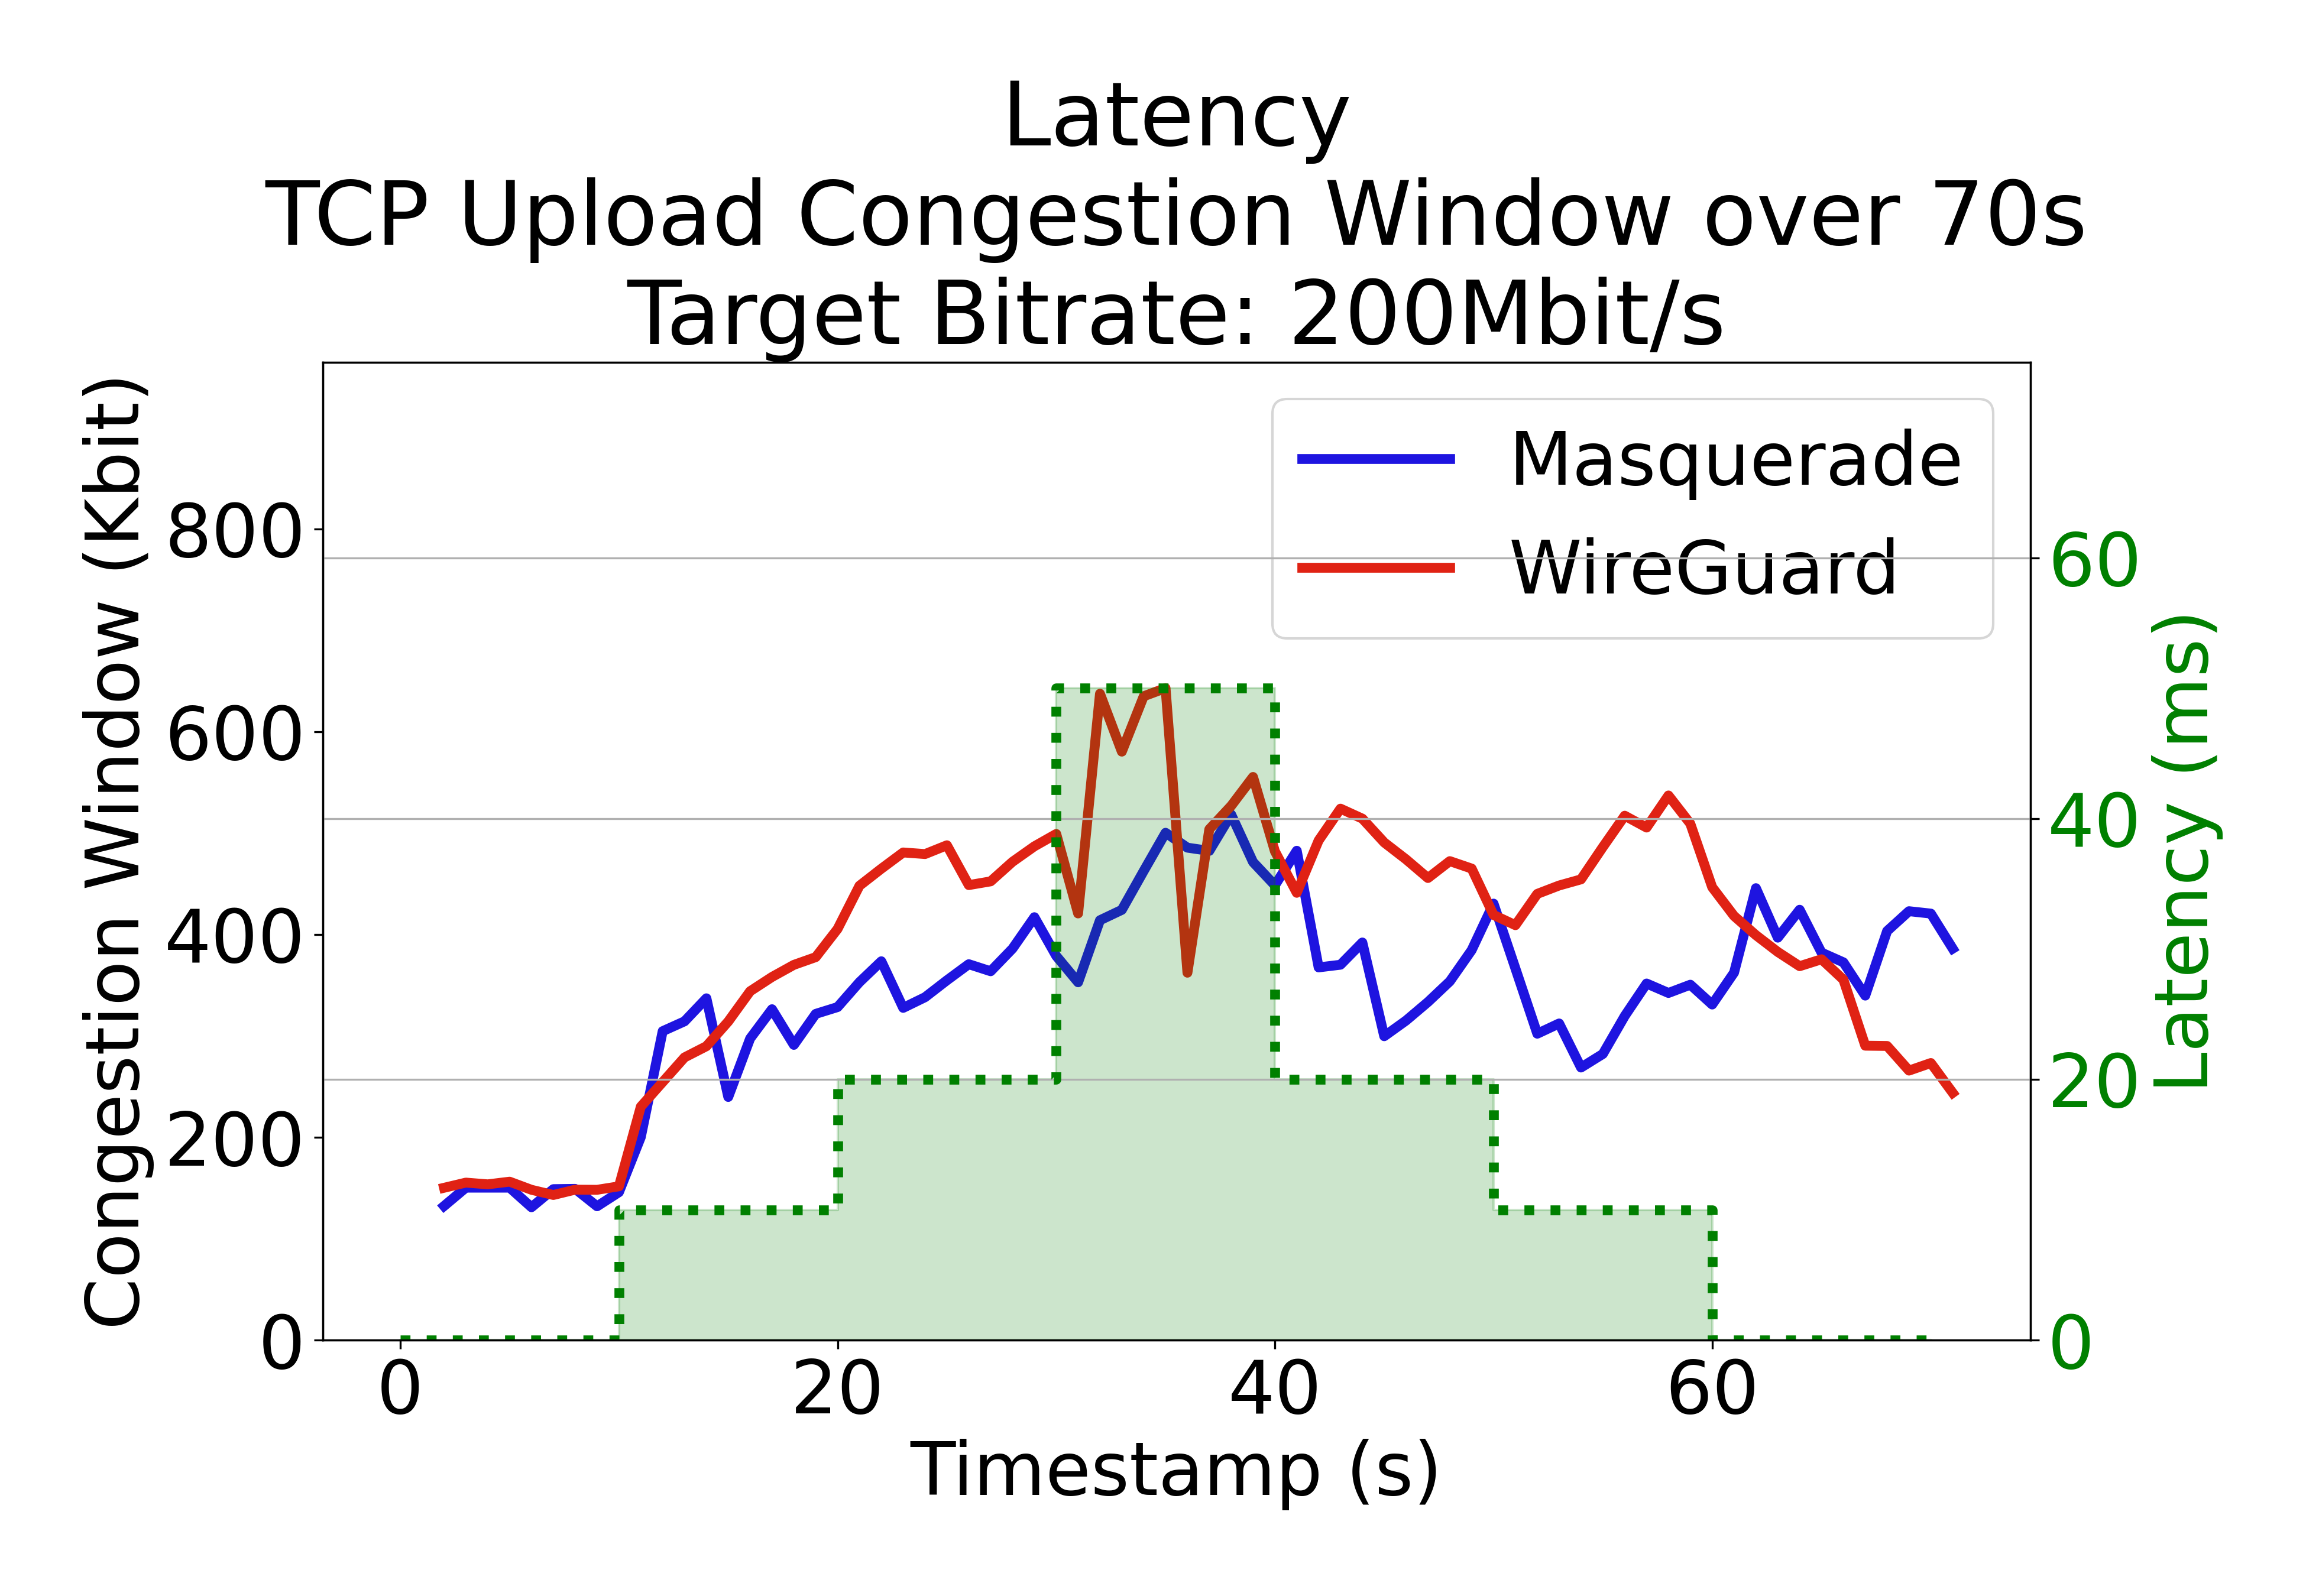 Latency
TCP Upload Congestion Window over 70s
Target Bitrate: 200Mbit/s
Congestion Window (Kbit)
800
600
400
200
0
Masquerade
WireGuard
60
40
20
0
Latency (ms)
0 20 40 60
Timestamp (s)